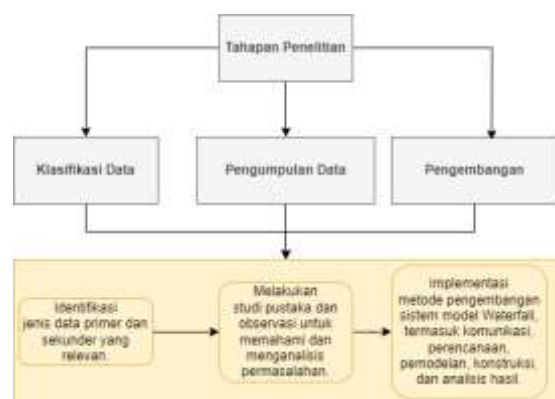 Tahapan Penelitian
Klasifikasi Data
Pengumpulan Data
Pengembangan
Identifikasi
jenis data primer dan
sekunder yang
relevan.
Melakukan
studi pustaka dan
observasi untuk
memahami dan
menganalisis
permasalahan.
Implementasi
metode pengembangan
sistem model Waterfall,
termasuk komunikasi,
perencanaan,
pemodelan, konstruksi,
dan analisis hasil.